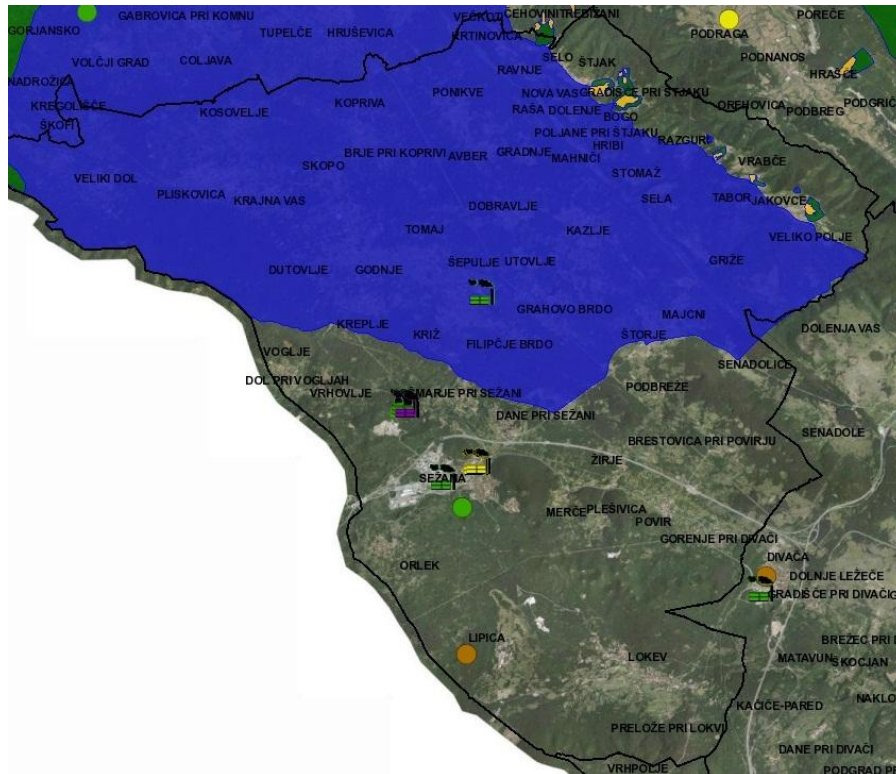 GABROVICA PRI KOMNU
GORJANSKO
TUPELČE
HRUŠEVICA
KRTINOVICA
PODRAGA
POREČE
VOLČJI GRAD
COLJAVA
SELO
ŠTJAK
PODNANOS
NADROŽICA
RAVNJE
HRAŠČE
KREGOLIŠČE
KOPRIVA
PONIKVE
NOVA VAS
GRADIŠČE PRI ŠTJAKU
OREHOVICA
PODBREG
ŠKOFI
KOSOVELJE
RAŠA
DOLENJE
BOGO
POLJANE PRI ŠTJAKU
HRIBI
RAZGURI
BRJE PRI KOPRIVI
AVBER
GRADNJE
MAHNIČI
VRABČE
SKOPO
VELIKI DOL
STOMAŽ
PLISKOVICA
KRAJNA VAS
DOBRAVLJE
SELA
TABOR
JAKOVCE
TOMAJ
KAZLJE
VELIKO POLJE
DUTOVLJE
GODNJE
ŠEPULJE
UTOVLJE
GRIŽE
GRAHOVO BRDO
MAJCNI
KREPLJE
KRIŽ
ŠTORJE
DOLENJA VAS
VOGLJE
FILIPČJE BRDO
SENADOLICE
DOL PRI VOGLJAH
VRHOVLJE
ŠMARJE PRI SEŽANI
PODBREŽE
DANE PRI SEŽANI
BRESTOVICA PRI POVIRJU
SENADOLE
ŽIRJE
SEŽANA
MERČE
PLEŠIVICA
POVIR
GORENJE PRI DIVAČI
ORLEK
DIVAČA
DOLNJE LEŽEČE
GRADIŠČE PRI DIVAČI
LIPICA
LOKEV
BREZEC PRI
MATAVUN
ŠKOCJAN
KAČIČE-PARED
NAKLO
PRELOŽE PRI LOKVI
DANE PRI DIVAČI
VRHPOLJE
PODGRAD